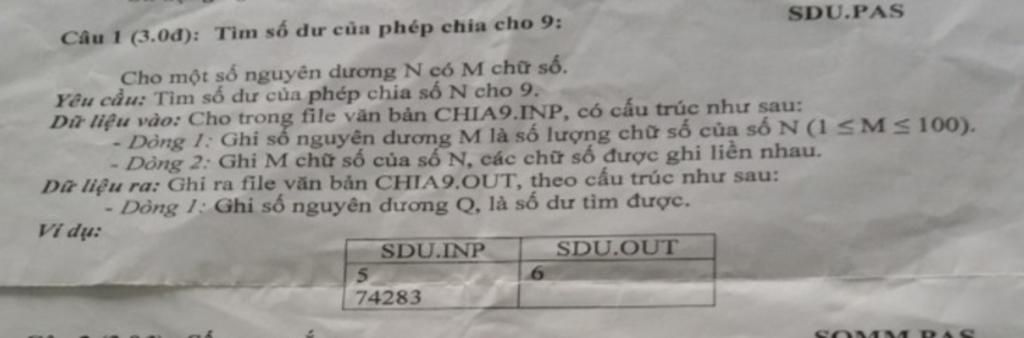 SDU.PAS
Câu 1 (3.0đ): Tìm số dư của phép chia cho 9:
Cho một số nguyên dương N có M chữ số.
Yêu cầu: Tìm số dư của phép chia số N cho 9.
Dữ liệu vào: Cho trong file văn bản CHIA9.INP, có cấu trúc như sau:
- Dòng 1: Ghi số nguyên dương M là số lượng chữ số của số N (1 ≤ M ≤ 100).
- Dòng 2: Ghi M chữ số của số N, các chữ số được ghi liền nhau.
Dữ liệu ra: Ghi ra file văn bản CHIA9.OUT, theo cấu trúc như sau:
- Dòng 1: Ghi số nguyên dương Q, là số dư tìm được.
Ví dụ:
SDU.INP SDU.OUT
5 6
74283